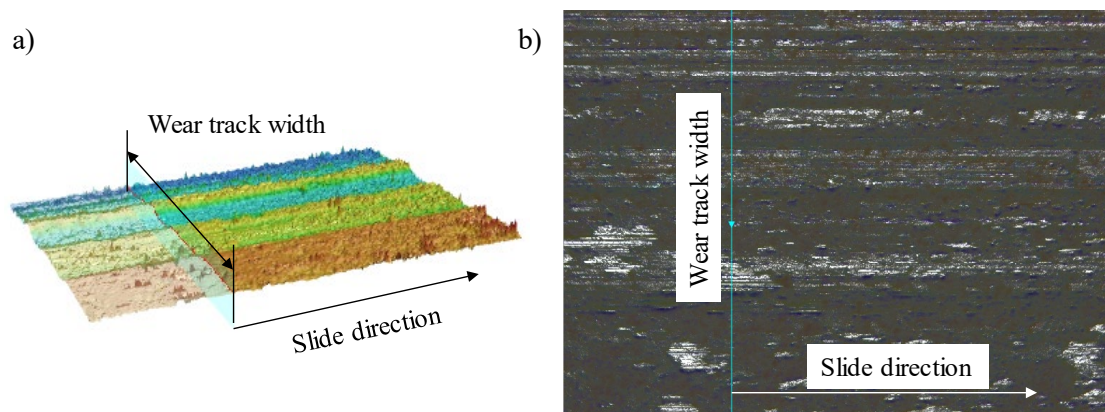 a)
Wear track width
Slide direction
b)
Wear track width
Slide direction